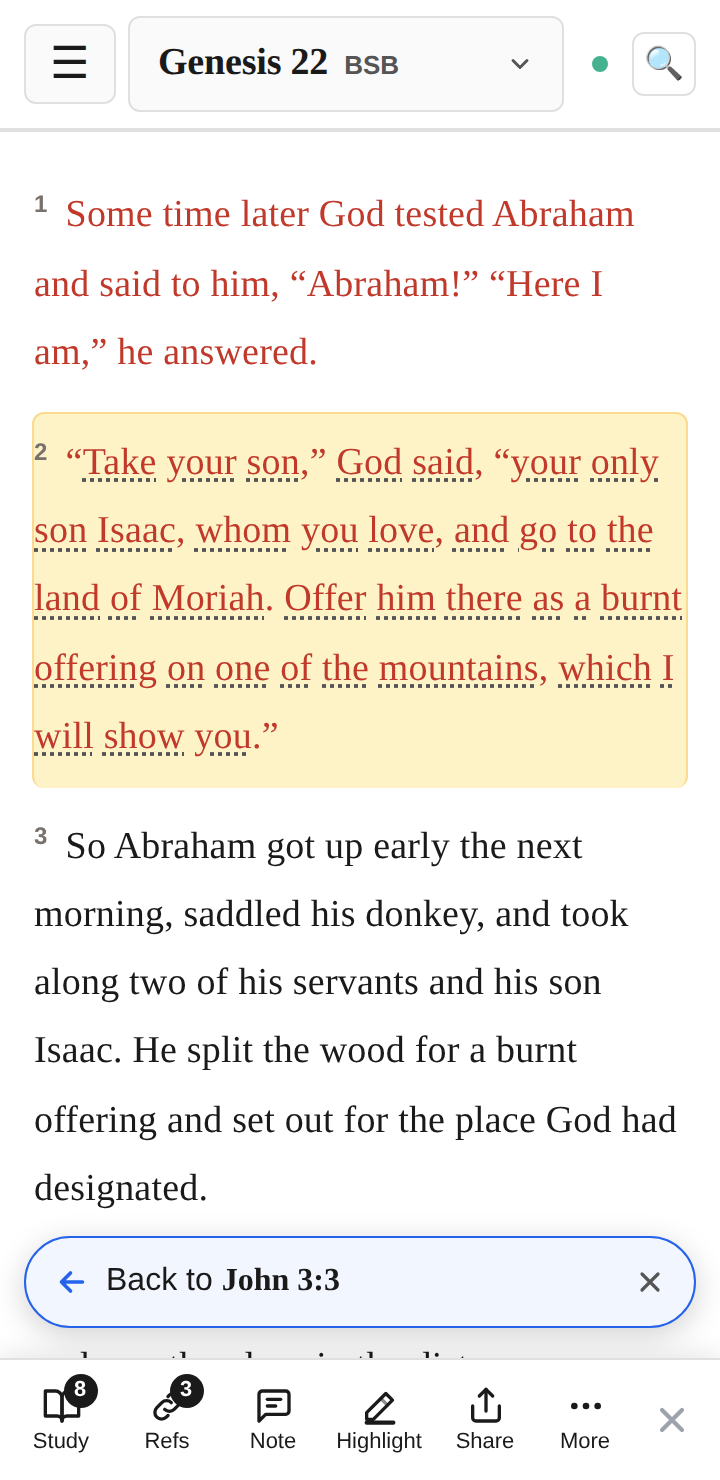 Genesis 22 BSB
1 Some time later God tested Abraham
and said to him, “Abraham!” “Here I
am,” he answered.
2 “Take your son,” God said, “your only
son Isaac, whom you love, and go to the
land of Moriah. Offer him there as a burnt
offering on one of the mountains, which I
will show you.”
3 So Abraham got up early the next
morning, saddled his donkey, and took
along two of his servants and his son
Isaac. He split the wood for a burnt
offering and set out for the place God had
designated.
Back to John 3:3
8 3
Study Refs Note Highlight Share More